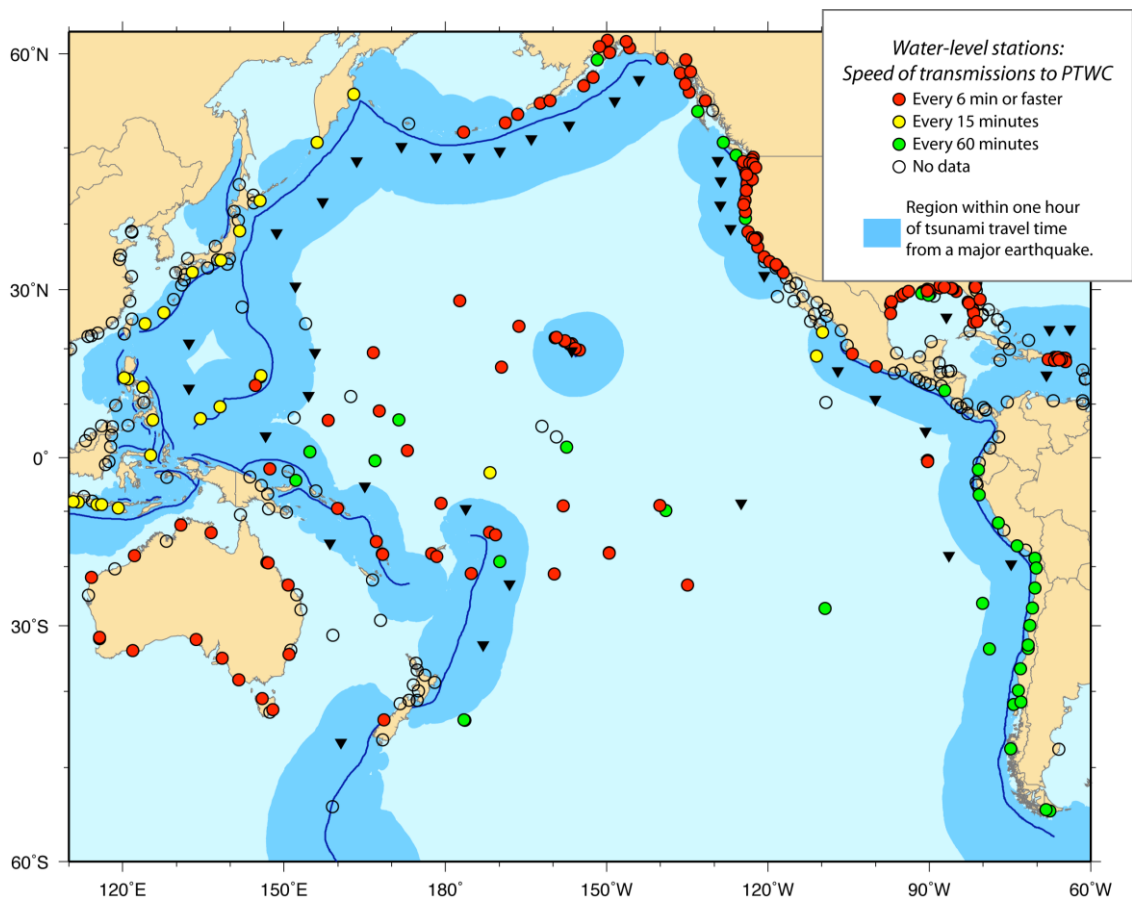 Water-level stations:
Speed of transmissions to PTWC
Every 6 min or faster
Every 15 minutes
Every 60 minutes
No data
Region within one hour
of tsunami travel time
from a major earthquake.
60˚N
30˚N
0˚
30˚S
60˚S
120˚E
150˚E
180˚
150˚W
120˚W
90˚W
60˚W